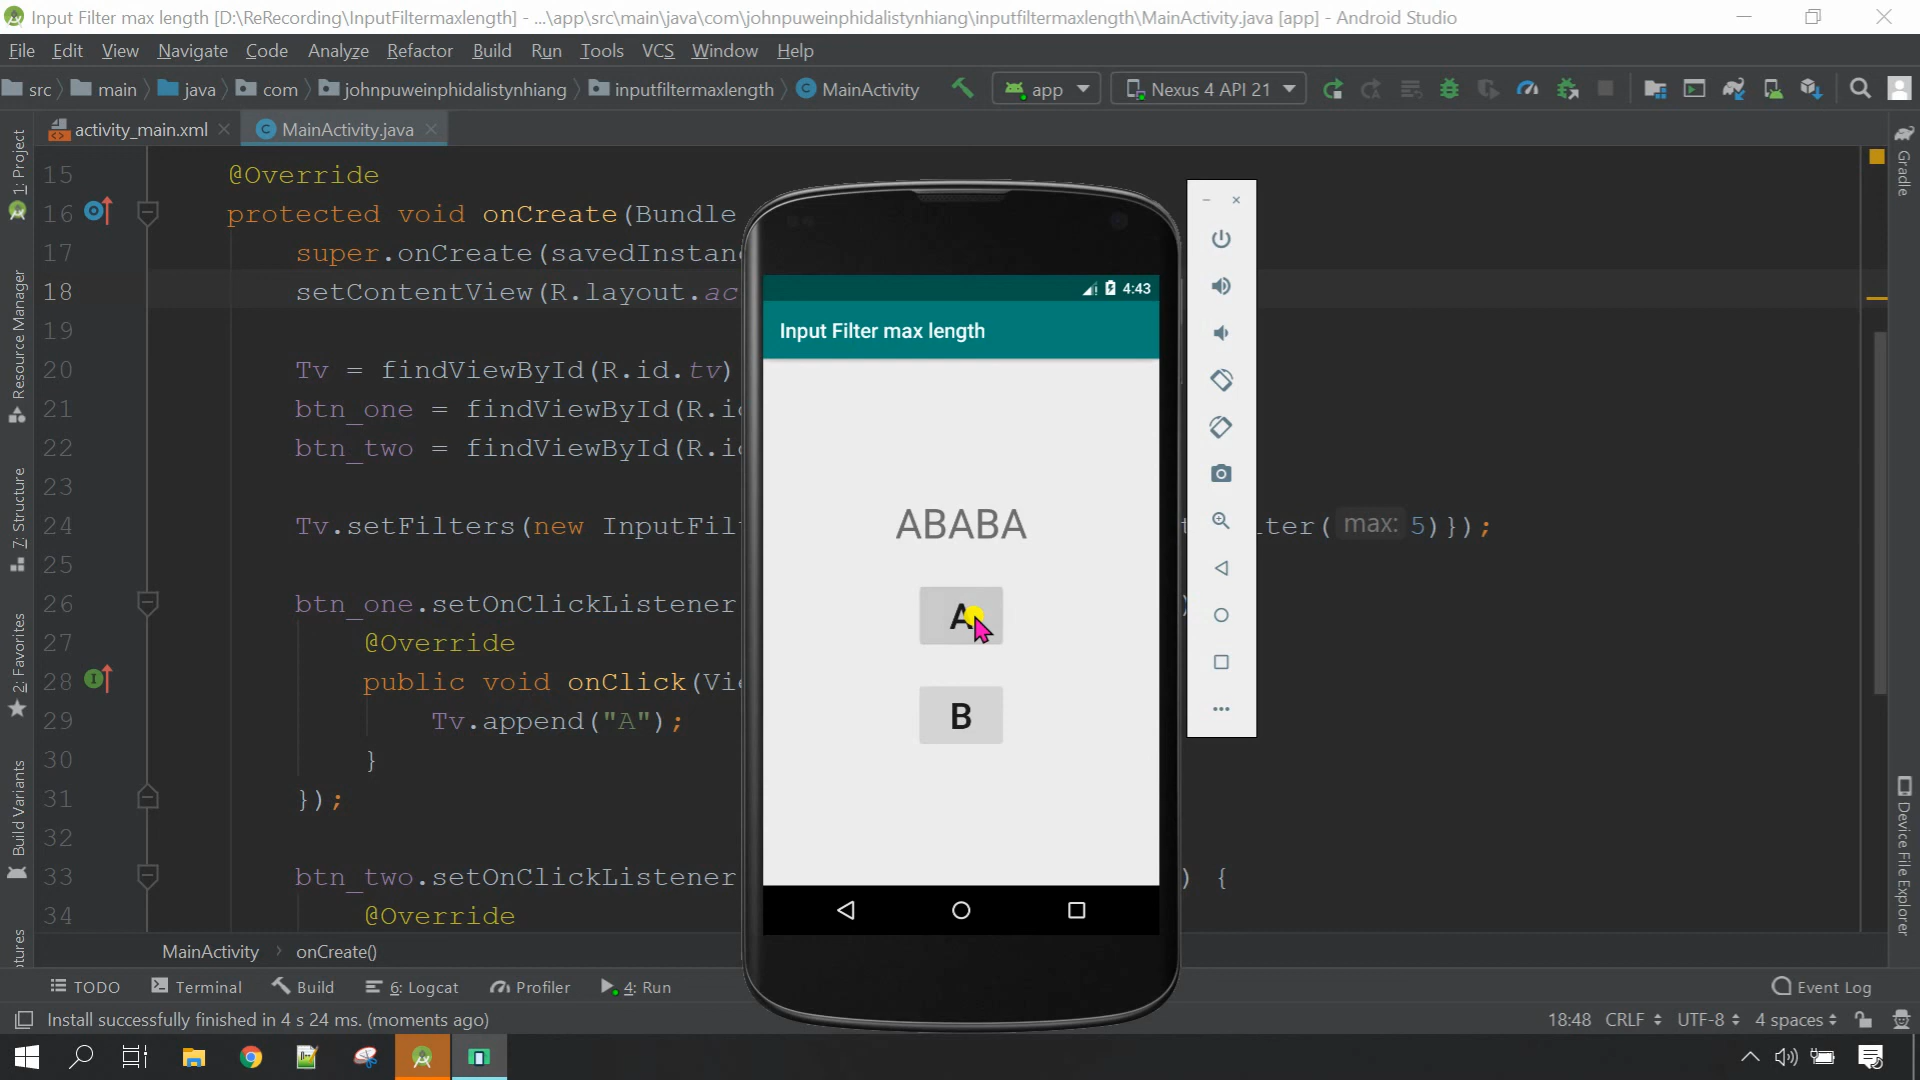 Input Filter max length [D:\ReRecording\InputFiltermaxlength] - ...\app\src\main\java\com\johnpuweinphidalistynhiang\inputfiltermaxlength\MainActivity.java [app] - Android Studio
File Edit View Navigate Code Analyze Refactor Build Run Tools VCS Window Help
src main java com johnpuweinphidalistynhiang inputfiltermaxlength MainActivity app Nexus 4 API 21
activity_main.xml MainActivity.java
1: Project
Resource Manager
7: Structure
2: Favorites
Build Variants
tures
Gradle
Device File Explorer
15 @Override
16 protected void onCreate(Bundle
17 super.onCreate(savedInstan
18 setContentView(R.layout.ac
19
20 Tv = findViewById(R.id.tv)
21 btn_one = findViewById(R.i
22 btn_two = findViewById(R.i
23
24 Tv.setFilters(new InputFil ter( max: 5)});
25
26 btn_one.setOnClickListener )
27 @Override
28 public void onClick(Vi
29 Tv.append("A");
30 }
31 });
32
33 btn_two.setOnClickListener ) {
34 @Override
4:43
Input Filter max length
ABABA
A
B
MainActivity onCreate()
TODO Terminal Build 6: Logcat Profiler 4: Run Event Log
Install successfully finished in 4 s 24 ms. (moments ago) 18:48 CRLF UTF-8 4 spaces